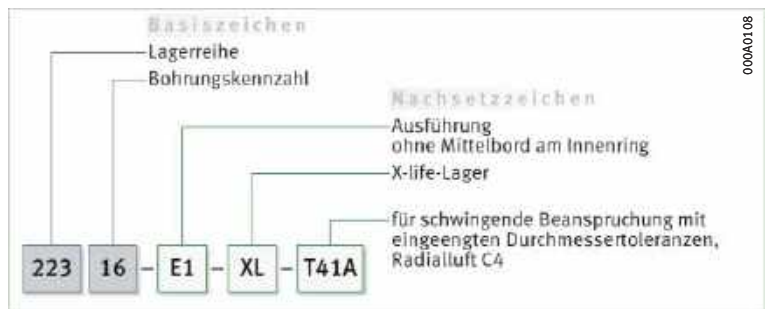 Basiszeichen
Lagerreihe
Bohrungskennzahl
Nachsetzzeichen
Ausführung
ohne Mittelbord am Innenring
X-life-Lager
für schwingende Beanspruchung mit
eingeengten Durchmessertoleranzen,
Radialluft C4
223 16 – E1 – XL – T41A
000A0108